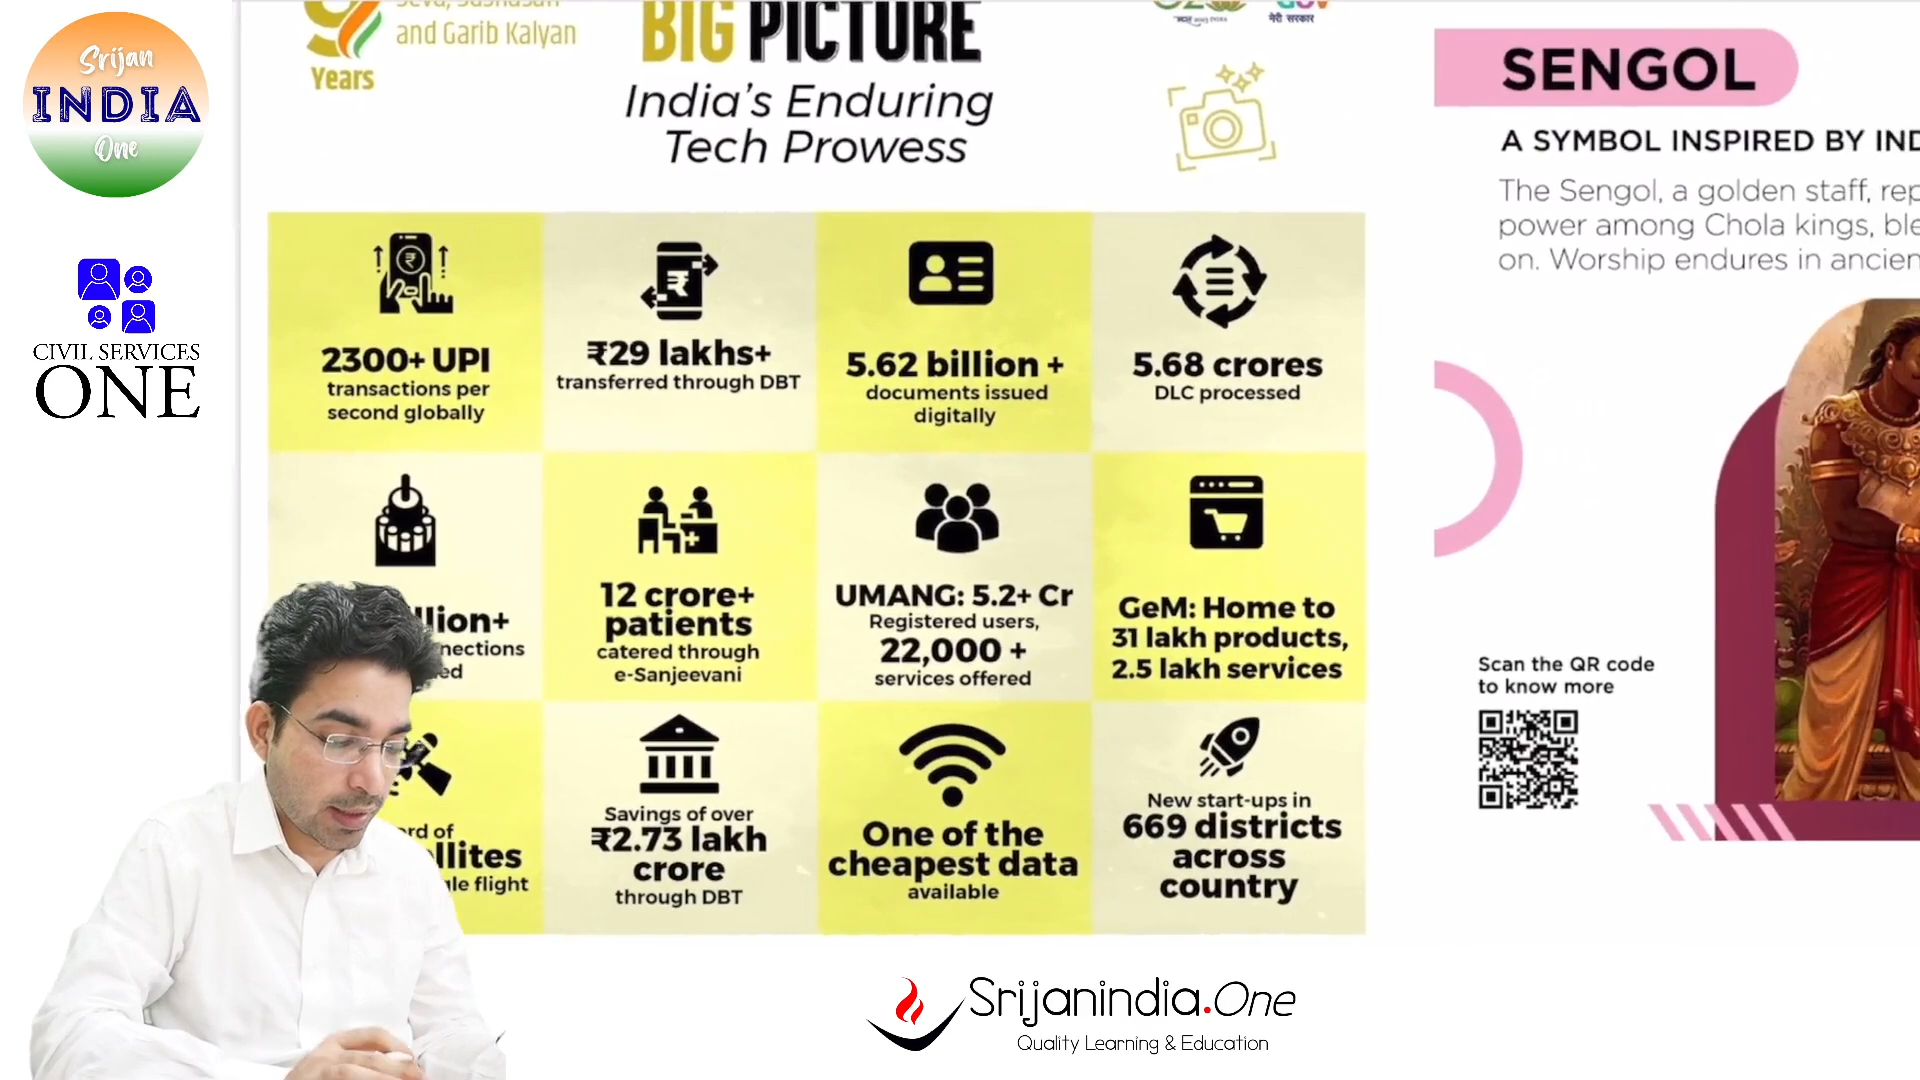 Srijan
INDIA
One
CIVIL SERVICES
ONE
Seva, Sushasan
and Garib Kalyan
9
Years
BIG PICTURE
India's Enduring
Tech Prowess
G20
मेरी सरकार
2300+ UPI
transactions per
second globally
₹29 lakhs+
transferred through DBT
5.62 billion +
documents issued
digitally
5.68 crores
DLC processed
llion+
nections
ed
12 crore+
patients
catered through
e-Sanjeevani
UMANG: 5.2+ Cr
Registered users,
22,000 +
services offered
GeM: Home to
31 lakh products,
2.5 lakh services
rd of
llites
le flight
Savings of over
₹2.73 lakh
crore
through DBT
One of the
cheapest data
available
New start-ups in
669 districts
across
country
SENGOL
A SYMBOL INSPIRED BY IND
The Sengol, a golden staff, rep
power among Chola kings, ble
on. Worship endures in ancien
Scan the QR code
to know more
Srijanindia.One
Quality Learning & Education